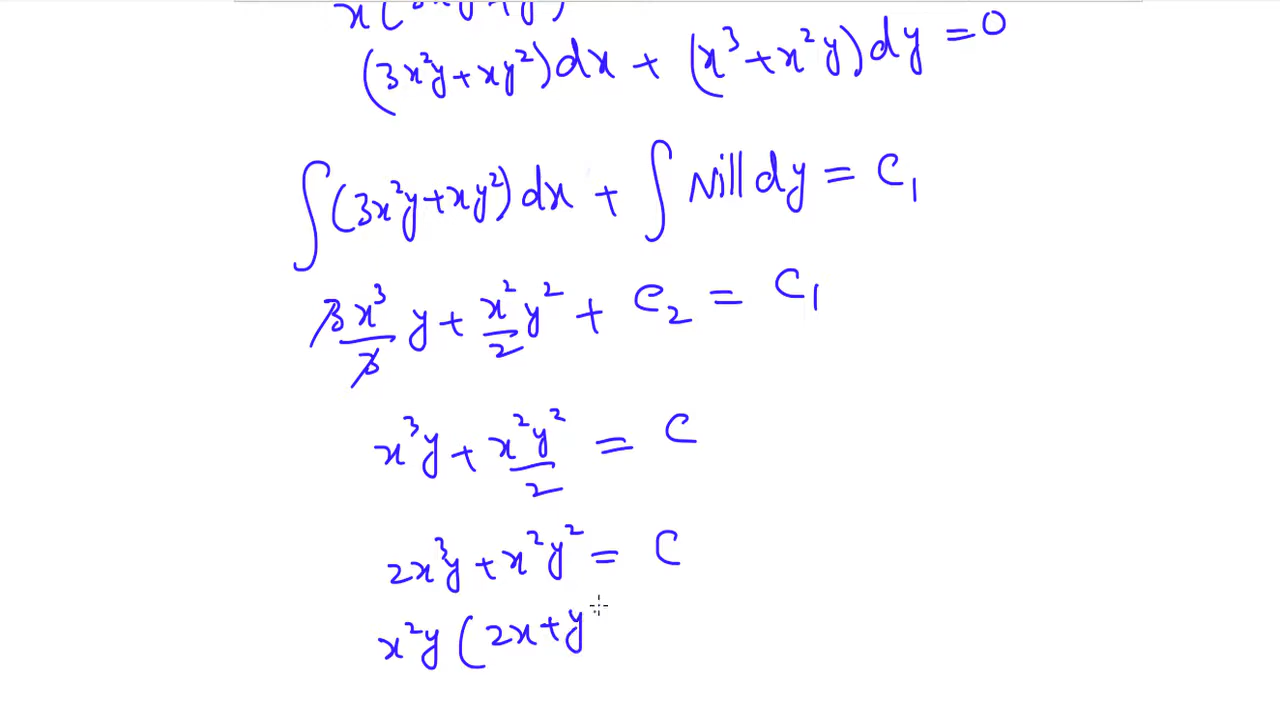 (3x²y+xy²)dx + (x³+x²y)dy = 0
∫(3x²y+xy²)dx + ∫Nill dy = C₁
3x³/3 y + x²/2 y² + C₂ = C₁
x³y + x²y²/2 = C
2x³y + x²y² = C
x²y(2x+y